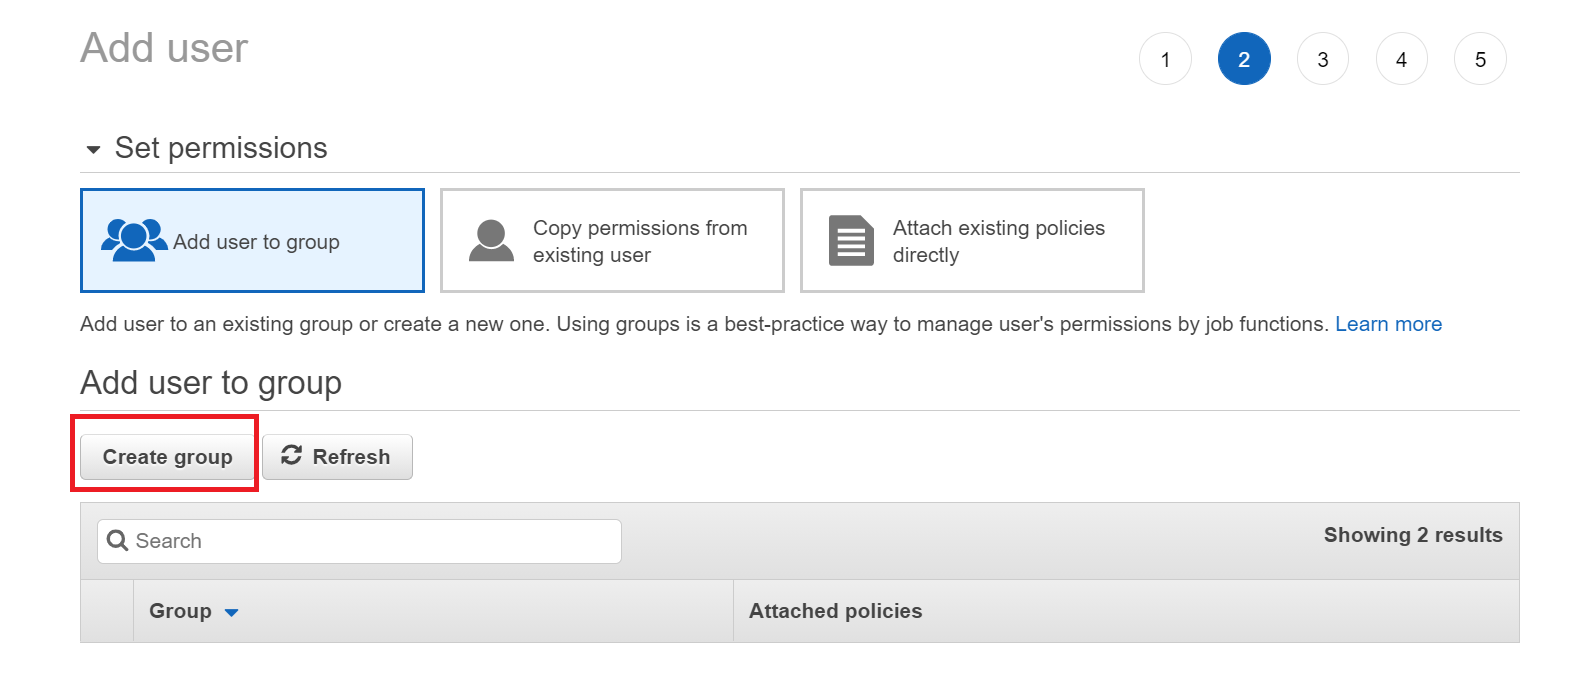 Add user
1 2 3 4 5
Set permissions
Add user to group
Copy permissions from
existing user
Attach existing policies
directly
Add user to an existing group or create a new one. Using groups is a best-practice way to manage user's permissions by job functions. Learn more
Add user to group
Create group Refresh
Search Showing 2 results
Group Attached policies